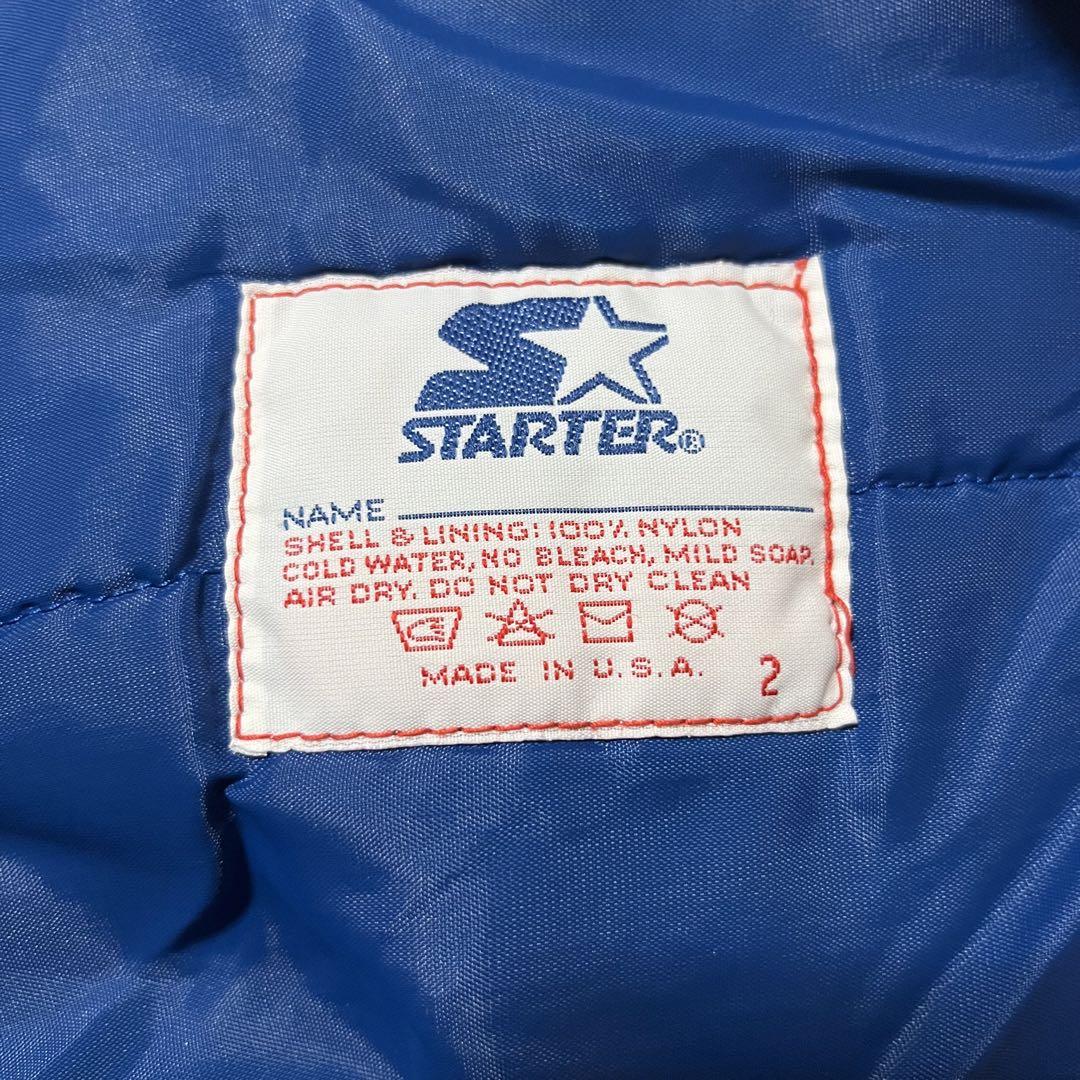 STARTER®
NAME
SHELL & LINING: 100% NYLON
COLD WATER, NO BLEACH, MILD SOAP,
AIR DRY. DO NOT DRY CLEAN
MADE IN U.S.A. 2